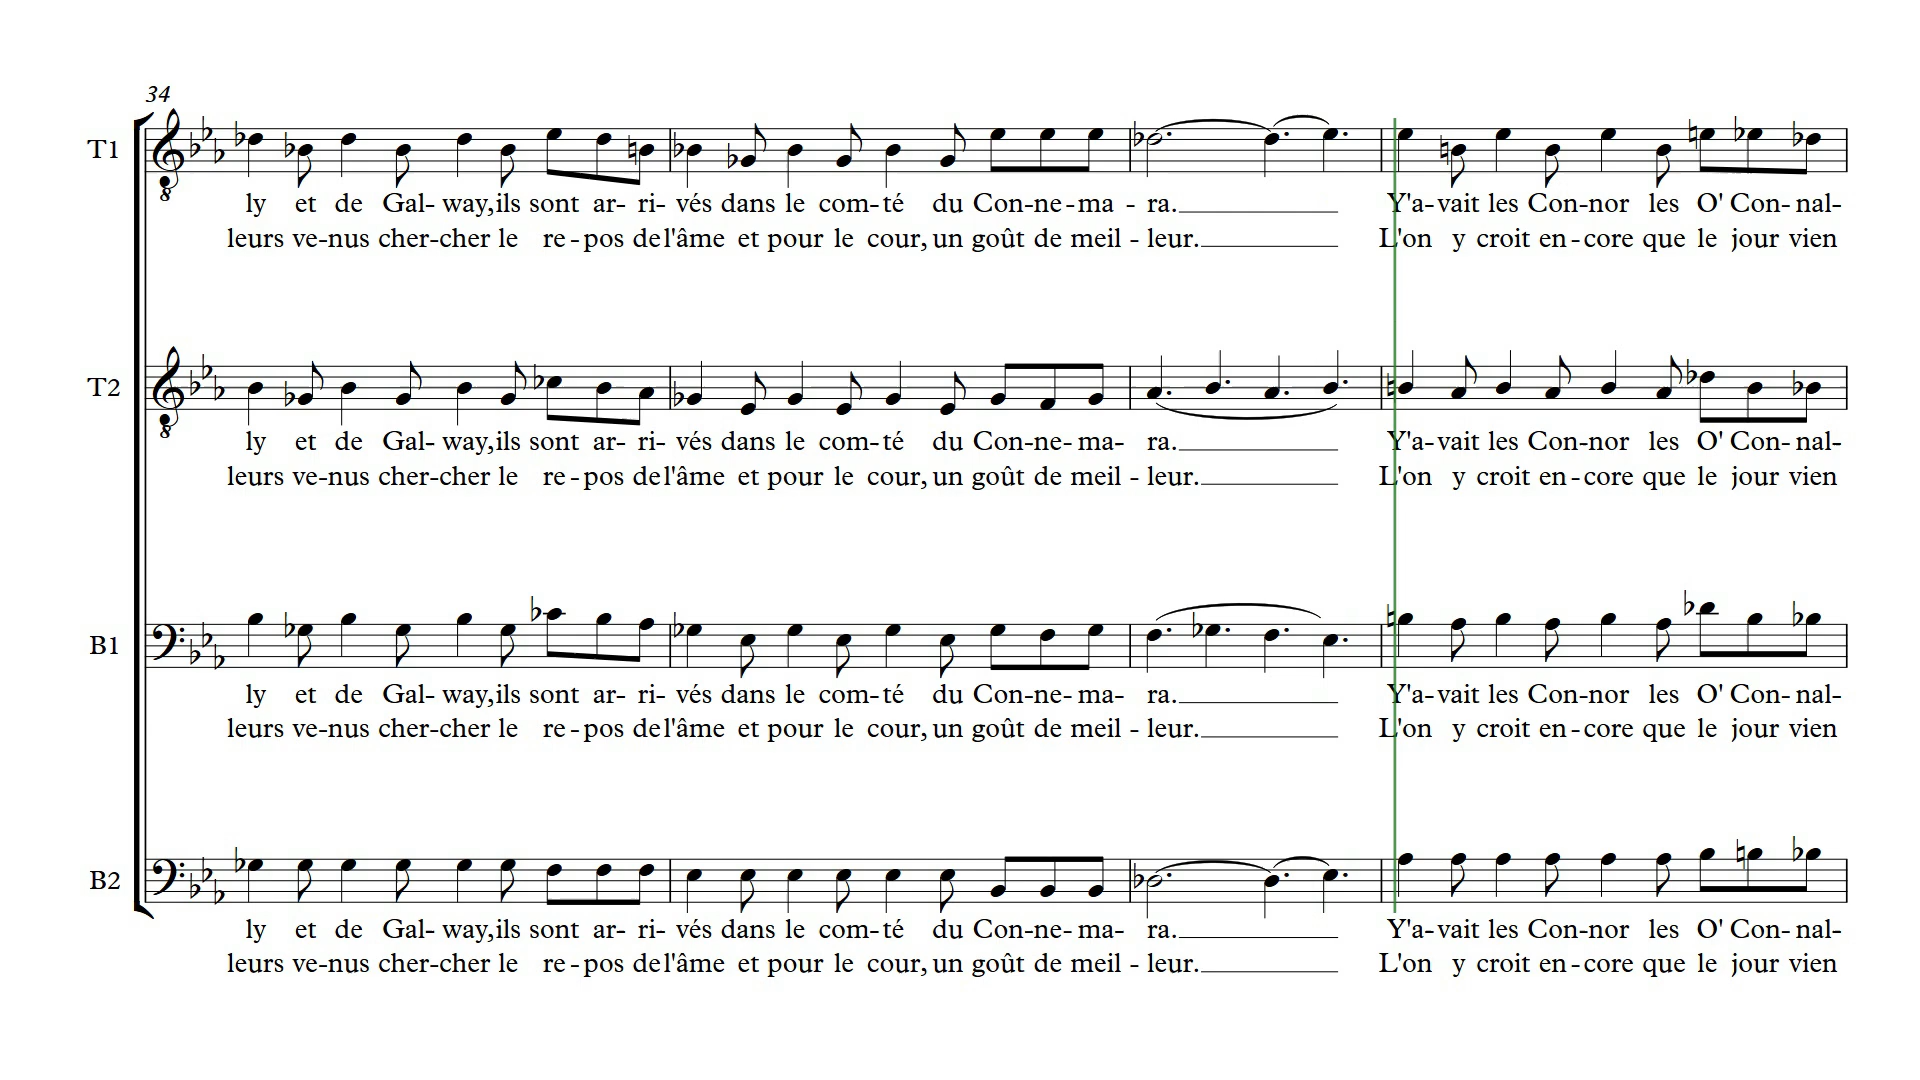 34
T1
ly et de Gal- way, ils sont ar- ri- vés dans le com-té du Con-ne-ma - ra. Y'a-vait les Con-nor les O' Con- nal-
leurs ve-nus cher-cher le re-pos de l'âme et pour le cour, un goût de meil - leur. L'on y croit en-core que le jour vien
T2
ly et de Gal- way, ils sont ar- ri- vés dans le com-té du Con-ne-ma- ra. Y'a-vait les Con-nor les O' Con- nal-
leurs ve-nus cher-cher le re-pos de l'âme et pour le cour, un goût de meil - leur. L'on y croit en-core que le jour vien
B1
ly et de Gal- way, ils sont ar- ri- vés dans le com-té du Con-ne-ma- ra. Y'a-vait les Con-nor les O' Con- nal-
leurs ve-nus cher-cher le re-pos de l'âme et pour le cour, un goût de meil - leur. L'on y croit en-core que le jour vien
B2
ly et de Gal- way, ils sont ar- ri- vés dans le com-té du Con-ne-ma- ra. Y'a-vait les Con-nor les O' Con- nal-
leurs ve-nus cher-cher le re-pos de l'âme et pour le cour, un goût de meil - leur. L'on y croit en-core que le jour vien